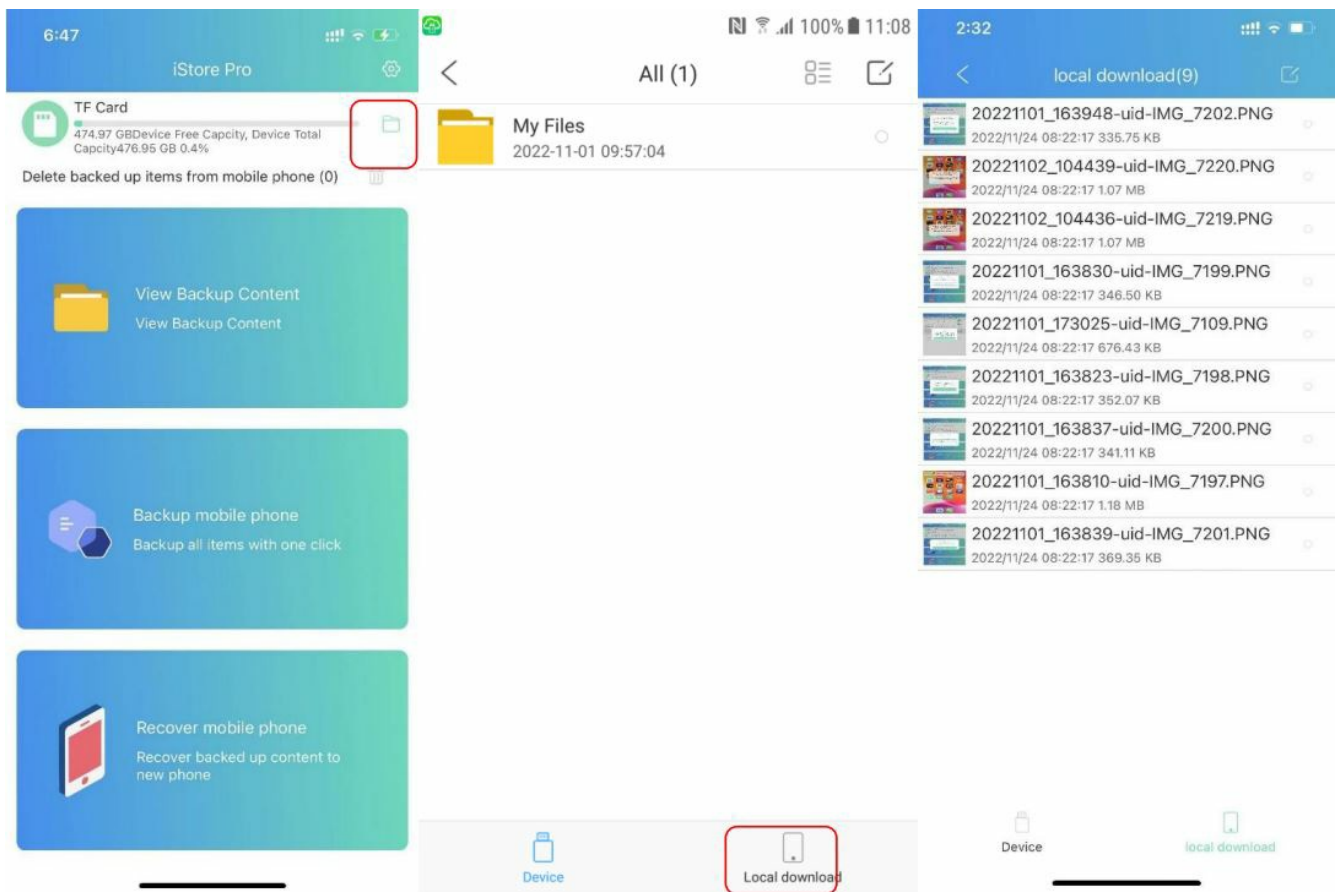 6:47
iStore Pro
TF Card
474.97 GBDevice Free Capcity, Device Total
Capcity476.95 GB 0.4%
Delete backed up items from mobile phone (0)
View Backup Content
View Backup Content
Backup mobile phone
Backup all items with one click
Recover mobile phone
Recover backed up content to
new phone
100% 11:08
All (1)
My Files
2022-11-01 09:57:04
Device
Local download
2:32
local download(9)
20221101_163948-uid-IMG_7202.PNG
2022/11/24 08:22:17 335.75 KB
20221102_104439-uid-IMG_7220.PNG
2022/11/24 08:22:17 1.07 MB
20221102_104436-uid-IMG_7219.PNG
2022/11/24 08:22:17 1.07 MB
20221101_163830-uid-IMG_7199.PNG
2022/11/24 08:22:17 346.50 KB
20221101_173025-uid-IMG_7109.PNG
2022/11/24 08:22:17 676.43 KB
20221101_163823-uid-IMG_7198.PNG
2022/11/24 08:22:17 352.07 KB
20221101_163837-uid-IMG_7200.PNG
2022/11/24 08:22:17 341.11 KB
20221101_163810-uid-IMG_7197.PNG
2022/11/24 08:22:17 1.18 MB
20221101_163839-uid-IMG_7201.PNG
2022/11/24 08:22:17 369.35 KB
Device
local download